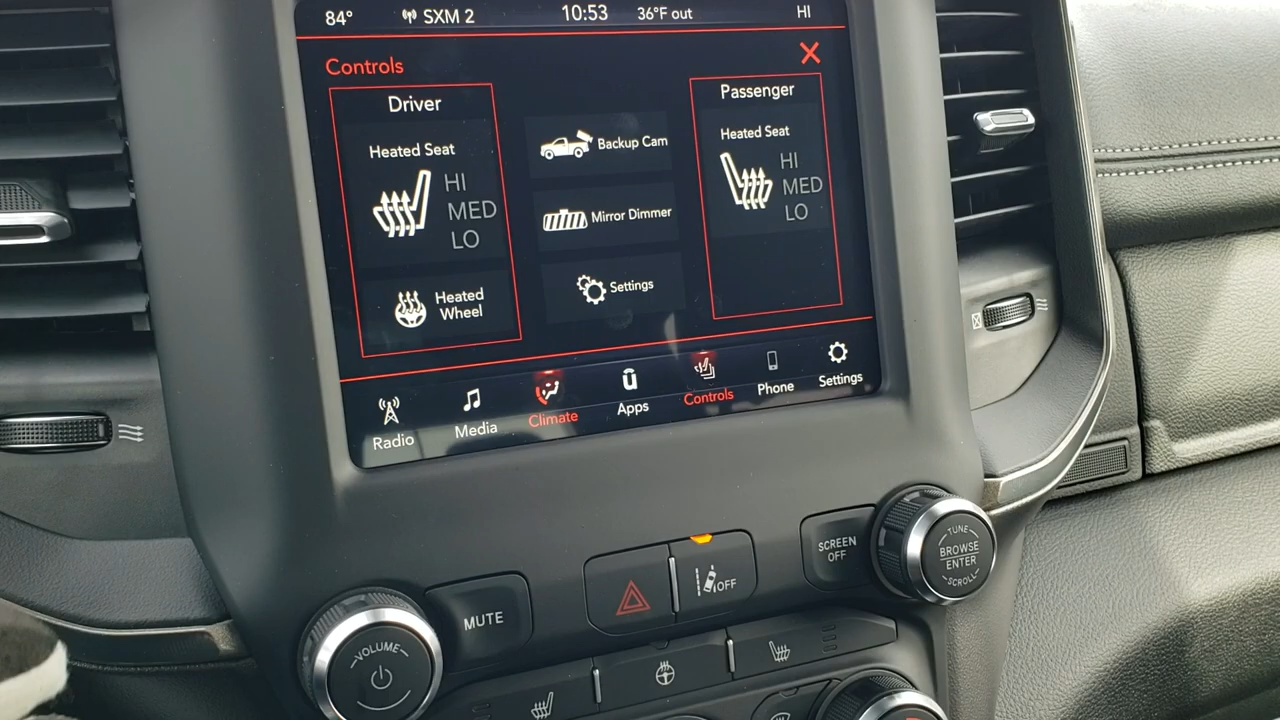 84° SXM 2 10:53 36°F out HI
Controls
Driver
Heated Seat
HI
MED
LO
Heated
Wheel
Backup Cam
Mirror Dimmer
Settings
Passenger
Heated Seat
HI
MED
LO
Radio
Media
Climate
Apps
Controls
Phone
Settings
SCREEN
OFF
TUNE
BROWSE
ENTER
SCROLL
OFF
MUTE
VOLUME